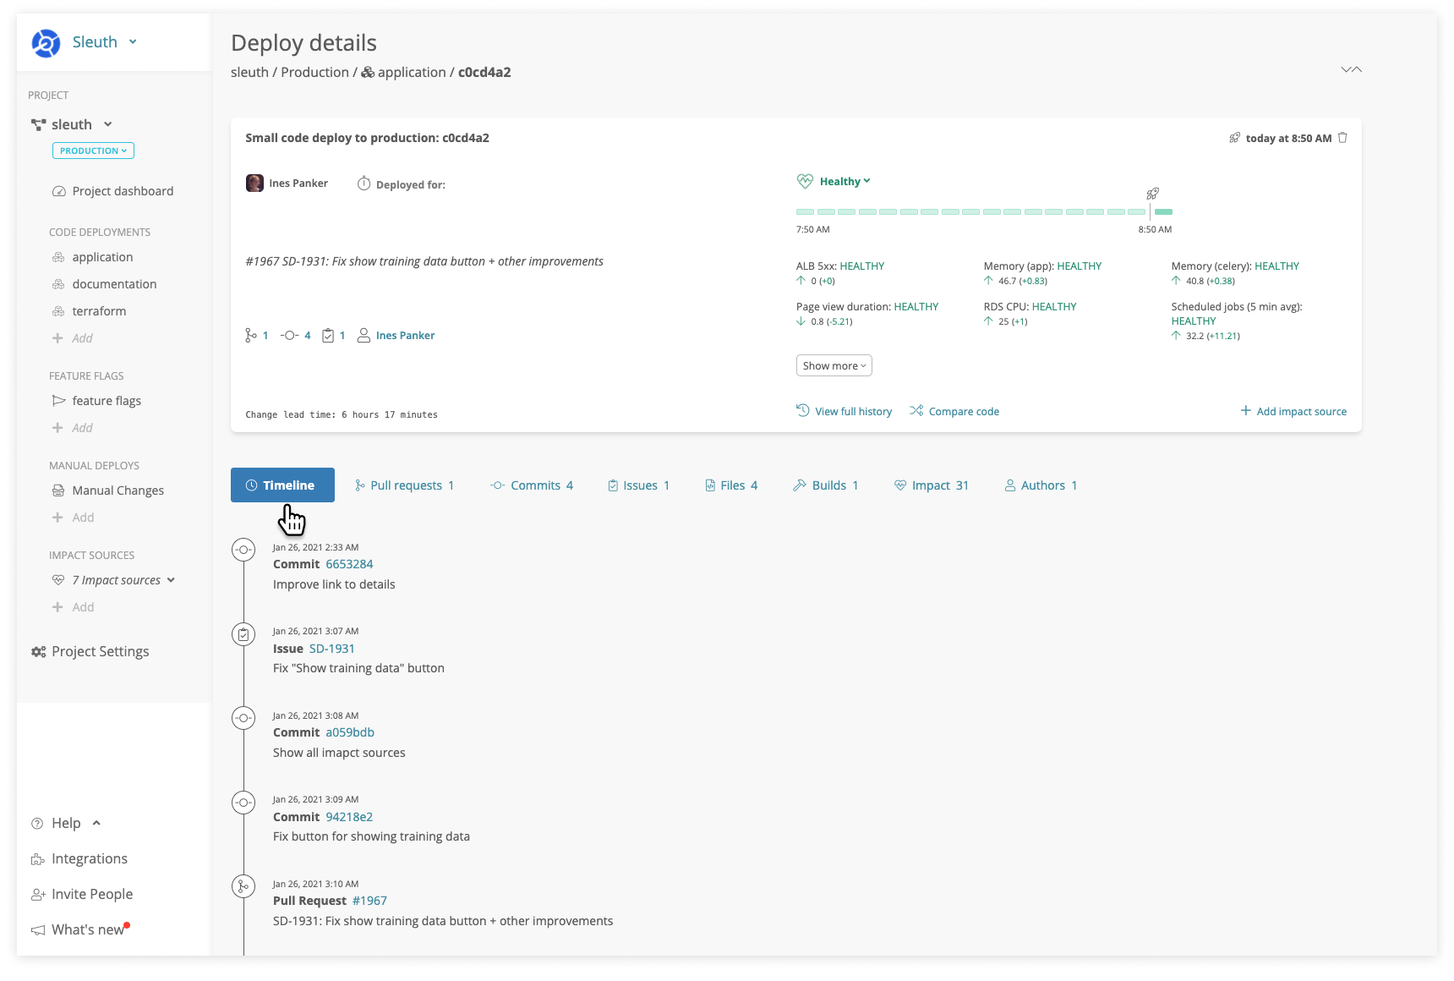 Sleuth
PROJECT
sleuth
PRODUCTION
Project dashboard
CODE DEPLOYMENTS
application
documentation
terraform
+ Add
FEATURE FLAGS
feature flags
+ Add
MANUAL DEPLOYS
Manual Changes
+ Add
IMPACT SOURCES
7 Impact sources
+ Add
Project Settings
Help
Integrations
Invite People
What's new
Deploy details
sleuth / Production / application / c0cd4a2
Small code deploy to production: c0cd4a2
today at 8:50 AM
Ines Panker
Deployed for:
#1967 SD-1931: Fix show training data button + other improvements
1 4 1 Ines Panker
Change lead time: 6 hours 17 minutes
Healthy
7:50 AM 8:50 AM
ALB 5xx: HEALTHY
↑ 0 (+0)
Memory (app): HEALTHY
↑ 46.7 (+0.83)
Memory (celery): HEALTHY
↑ 40.8 (+0.38)
Page view duration: HEALTHY
↓ 0.8 (-5.21)
RDS CPU: HEALTHY
↑ 25 (+1)
Scheduled jobs (5 min avg):
HEALTHY
↑ 32.2 (+11.21)
Show more
View full history Compare code + Add impact source
Timeline Pull requests 1 Commits 4 Issues 1 Files 4 Builds 1 Impact 31 Authors 1
Jan 26, 2021 2:33 AM
Commit 6653284
Improve link to details
Jan 26, 2021 3:07 AM
Issue SD-1931
Fix "Show training data" button
Jan 26, 2021 3:08 AM
Commit a059bdb
Show all imapct sources
Jan 26, 2021 3:09 AM
Commit 94218e2
Fix button for showing training data
Jan 26, 2021 3:10 AM
Pull Request #1967
SD-1931: Fix show training data button + other improvements